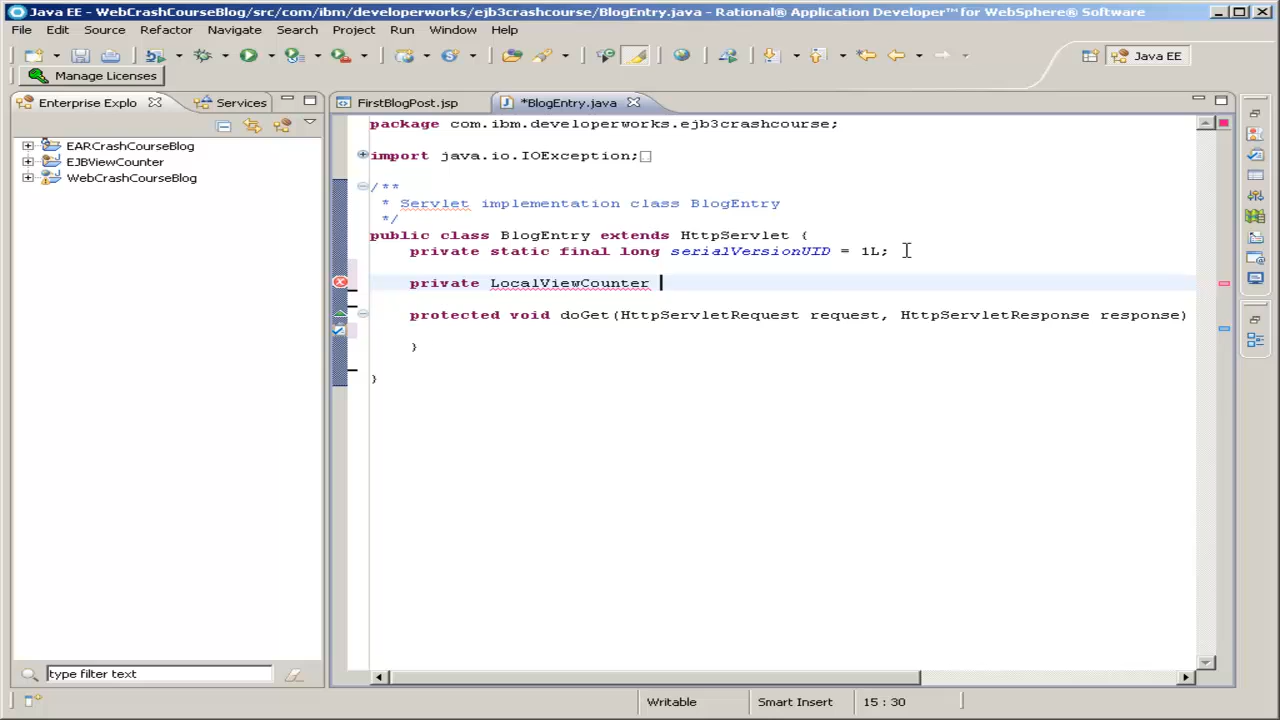 Java EE - WebCrashCourseBlog/src/com/ibm/developerworks/ejb3crashcourse/BlogEntry.java - Rational® Application Developer™ for WebSphere® Software
File Edit Source Refactor Navigate Search Project Run Window Help
Java EE
Manage Licenses
Enterprise Explo Services
FirstBlogPost.jsp *BlogEntry.java
EARCrashCourseBlog
EJBViewCounter
WebCrashCourseBlog
package com.ibm.developerworks.ejb3crashcourse;
import java.io.IOException;
/**
* Servlet implementation class BlogEntry
*/
public class BlogEntry extends HttpServlet {
private static final long serialVersionUID = 1L;
private LocalViewCounter
protected void doGet(HttpServletRequest request, HttpServletResponse response)
}
}
type filter text
Writable Smart Insert 15 : 30